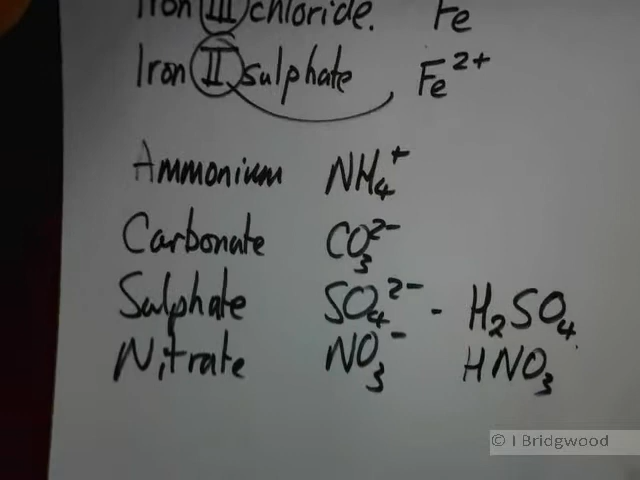 Iron III chloride. Fe
Iron II sulphate Fe²⁺
Ammonium NH₄⁺
Carbonate CO₃²⁻
Sulphate SO₄²⁻ - H₂SO₄
Nitrate NO₃⁻ HNO₃
© I Bridgwood